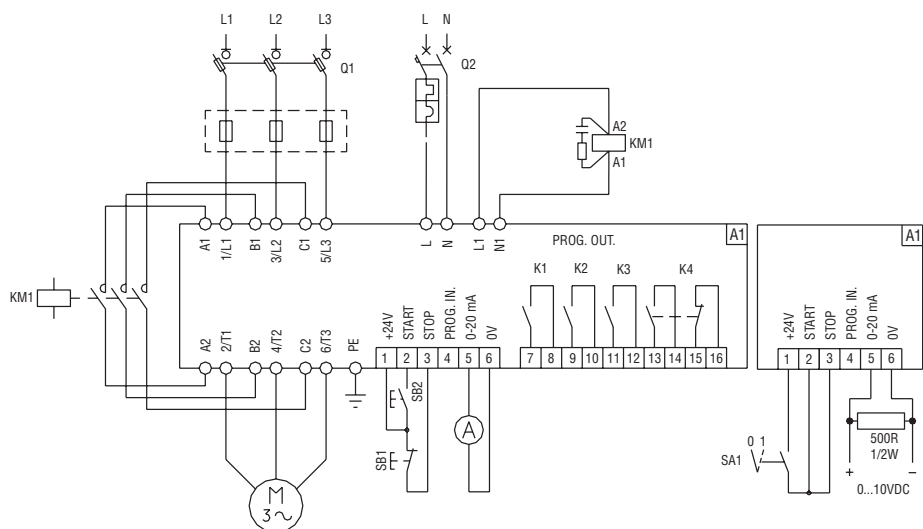 L1 L2 L3
Q1
L N
Q2
A2
KM1
A1
A1 1/L1 B1 3/L2 C1 5/L3
L N L1 N1
PROG. OUT.
A1
KM1
K1 K2 K3 K4
+24V START STOP PROG. IN. 0-20 mA 0V
A2 2/T1 B2 4/T2 C2 6/T3 PE
1 2 3 4 5 6
7 8 9 10 11 12 13 14 15 16
SB2
SB1
A
M
3~
A1
+24V START STOP PROG. IN. 0-20 mA 0V
1 2 3 4 5 6
0 1
SA1
500R
1/2W
+ −
0...10VDC